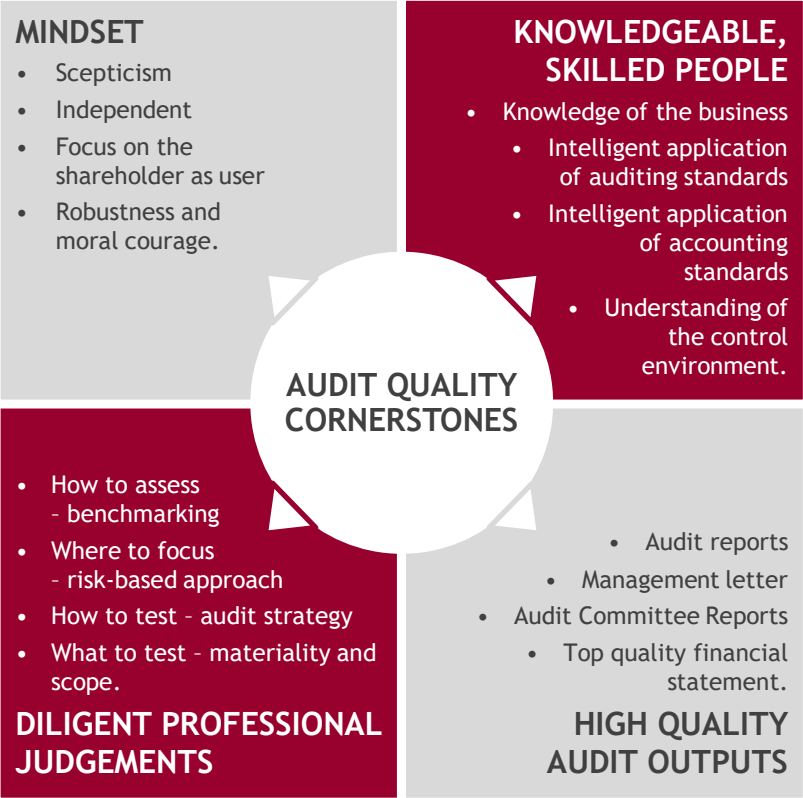 MINDSET
• Scepticism
• Independent
• Focus on the
shareholder as user
• Robustness and
moral courage.
KNOWLEDGEABLE,
SKILLED PEOPLE
• Knowledge of the business
• Intelligent application
of auditing standards
• Intelligent application
of accounting
standards
• Understanding of
the control
environment.
AUDIT QUALITY
CORNERSTONES
• How to assess
– benchmarking
• Where to focus
– risk-based approach
• How to test – audit strategy
• What to test – materiality and
scope.
DILIGENT PROFESSIONAL
JUDGEMENTS
• Audit reports
• Management letter
• Audit Committee Reports
• Top quality financial
statement.
HIGH QUALITY
AUDIT OUTPUTS